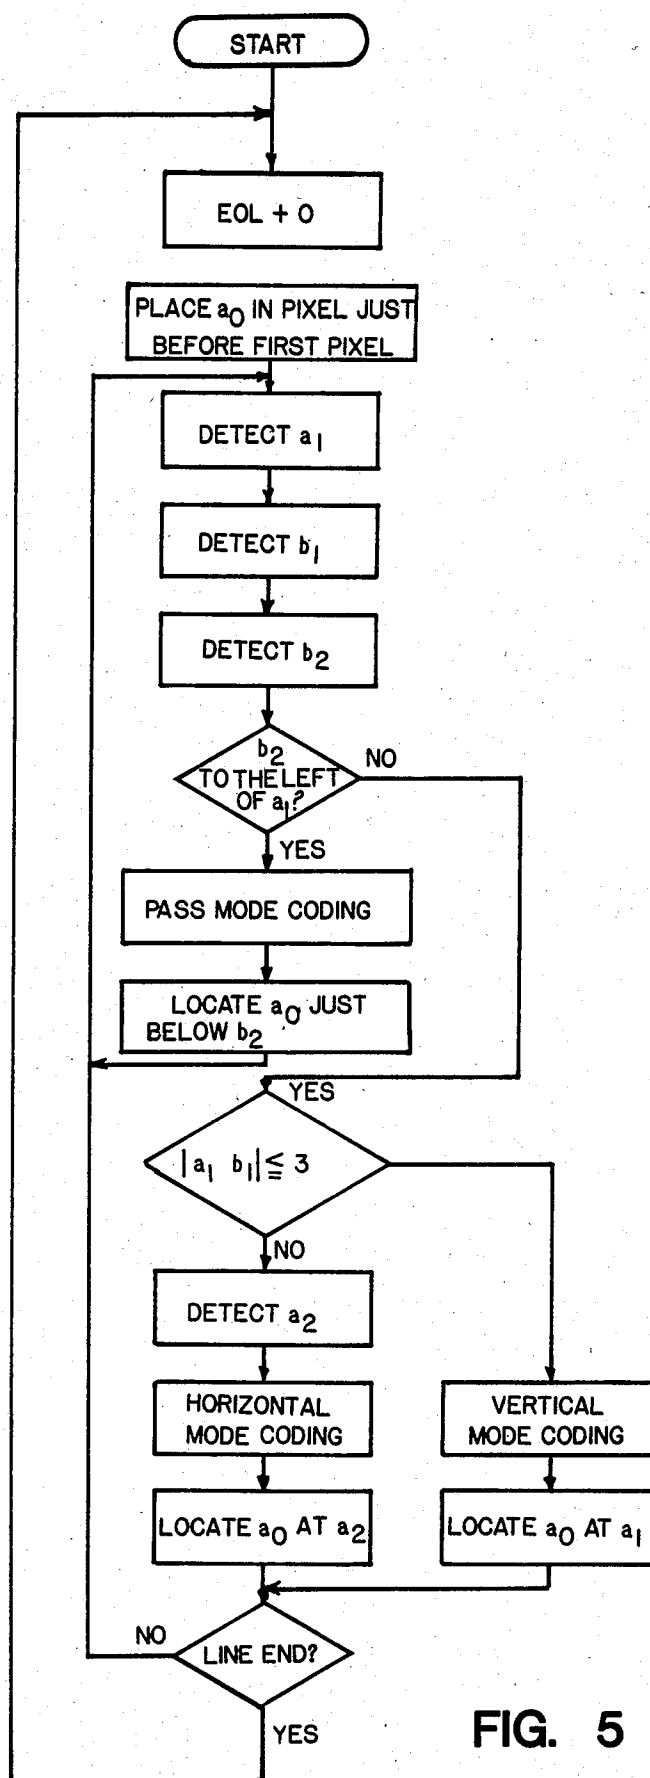 START
EOL + 0
PLACE a0 IN PIXEL JUST
BEFORE FIRST PIXEL
DETECT a1
DETECT b1
DETECT b2
b2
TO THE LEFT
OF a1?
NO
YES
PASS MODE CODING
LOCATE a0 JUST
BELOW b2
YES
|a1 b1| ≦ 3
NO
DETECT a2
HORIZONTAL
MODE CODING
VERTICAL
MODE CODING
LOCATE a0 AT a2
LOCATE a0 AT a1
NO
LINE END?
YES
FIG. 5